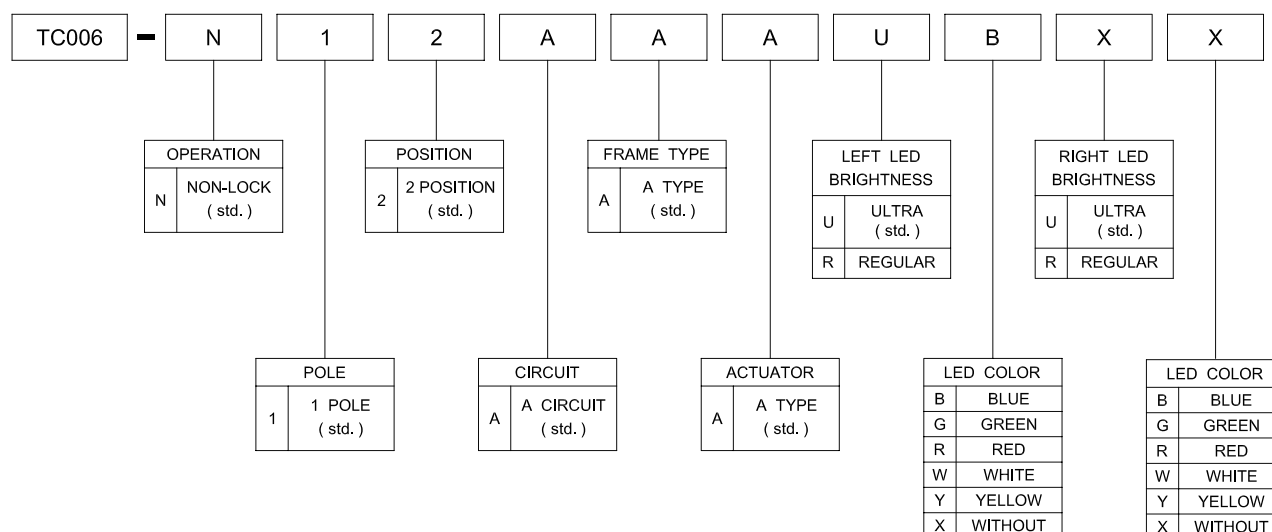 TC006 - N 1 2 A A A U B X X
OPERATION
N NON-LOCK
( std. )
POSITION
2 2 POSITION
( std. )
FRAME TYPE
A A TYPE
( std. )
LEFT LED
BRIGHTNESS
U ULTRA
( std. )
R REGULAR
RIGHT LED
BRIGHTNESS
U ULTRA
( std. )
R REGULAR
POLE
1 1 POLE
( std. )
CIRCUIT
A A CIRCUIT
( std. )
ACTUATOR
A A TYPE
( std. )
LED COLOR
B BLUE
G GREEN
R RED
W WHITE
Y YELLOW
X WITHOUT
LED COLOR
B BLUE
G GREEN
R RED
W WHITE
Y YELLOW
X WITHOUT